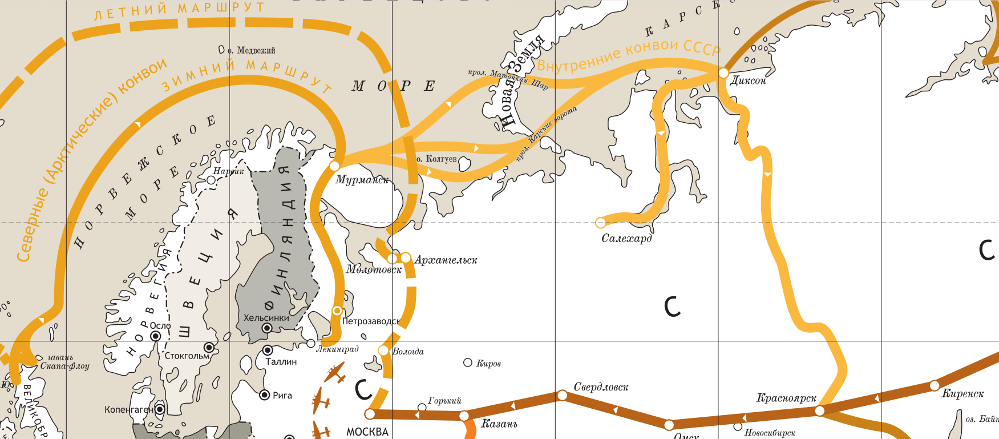 ЛЕТНИЙ МАРШРУТ
о. Медвежий
ЗИМНИЙ МАРШРУТ
Северные (Арктические) конвои
НОРВЕЖСКОЕ
МОРЕ
МОРЕ
КАРСКО
Новая Земля
Внутренние конвои СССР
прол. Маточкин Шар
прол. Карские ворота
Диксон
о. Колгуев
Нарвик
Мурманск
Салехард
Архангельск
Молотовск
НОРВЕГИЯ
ШВЕЦИЯ
ФИНЛЯНДИЯ
Хельсинки
Осло
Стокгольм
Таллин
Рига
Копенгаген
Петрозаводск
Ленинград
Вологда
Киров
гавань
Скапа-флоу
Ю
ВЕЛИКОБР
С
С
С
Горький
МОСКВА
Казань
Свердловск
Омск
Новосибирск
Красноярск
Киренск
оз. Байк